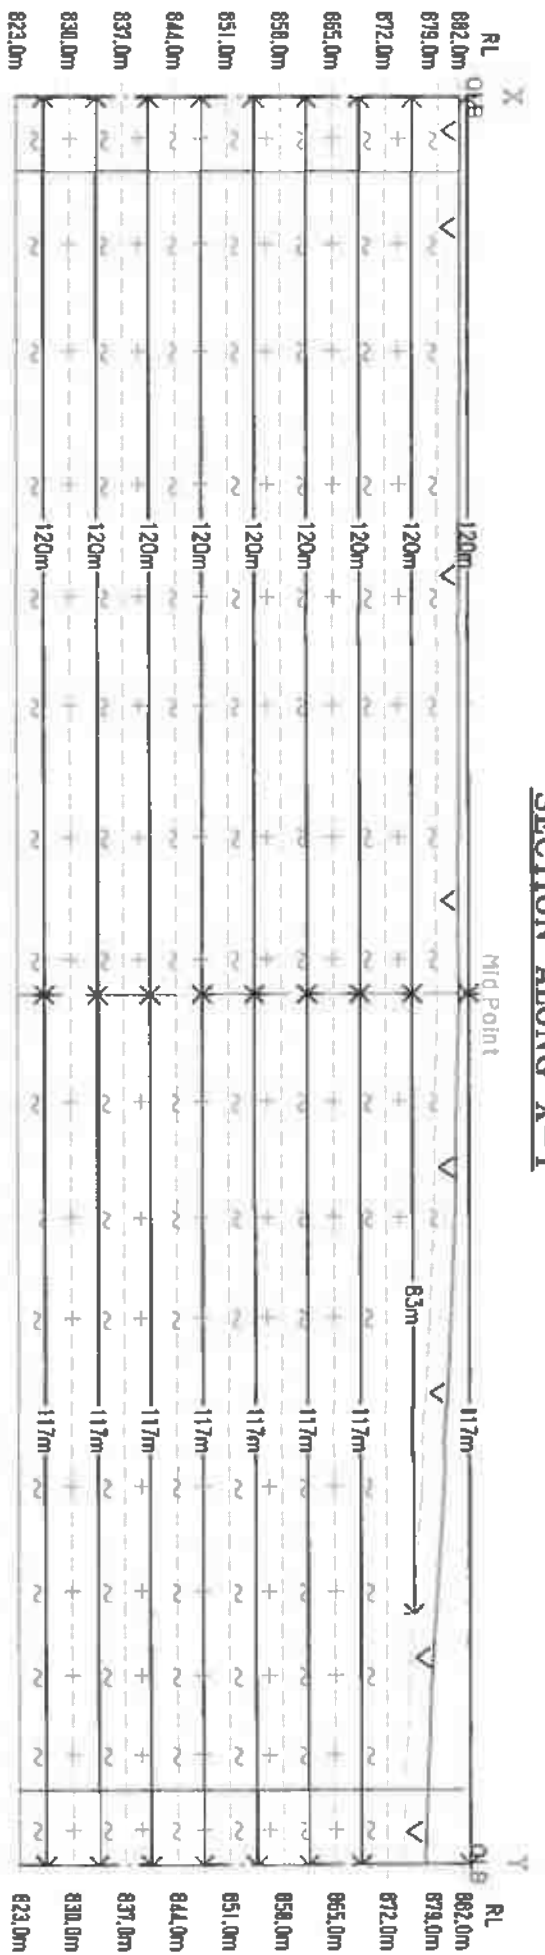 SECTION ALONG X-Y
X Mid Point Y
RL RL
882.0m 120m 117m 882.0m
879.0m 879.0m
120m 83m
872.0m 872.0m
120m 117m
865.0m 865.0m
120m 117m
858.0m 858.0m
120m 117m
851.0m 851.0m
120m 117m
844.0m 844.0m
120m 117m
837.0m 837.0m
120m 117m
830.0m 830.0m
120m 117m
823.0m 823.0m